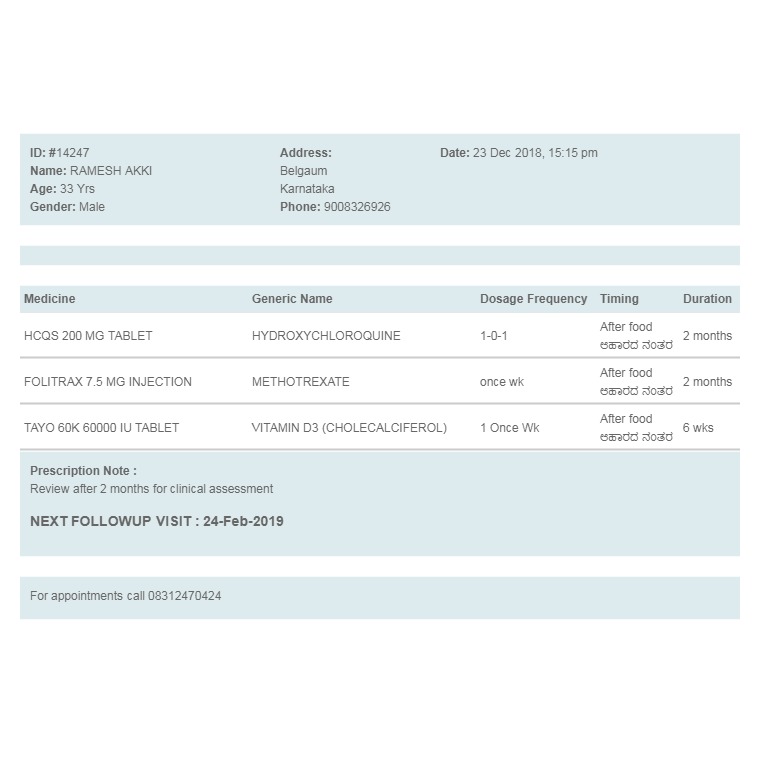 ID: #14247
Name: RAMESH AKKI
Age: 33 Yrs
Gender: Male
Address:
Belgaum
Karnataka
Phone: 9008326926
Date: 23 Dec 2018, 15:15 pm
Medicine Generic Name Dosage Frequency Timing Duration
HCQS 200 MG TABLET HYDROXYCHLOROQUINE 1-0-1 After food
ಆಹಾರದ ನಂತರ 2 months
FOLITRAX 7.5 MG INJECTION METHOTREXATE once wk After food
ಆಹಾರದ ನಂತರ 2 months
TAYO 60K 60000 IU TABLET VITAMIN D3 (CHOLECALCIFEROL) 1 Once Wk After food
ಆಹಾರದ ನಂತರ 6 wks
Prescription Note :
Review after 2 months for clinical assessment
NEXT FOLLOWUP VISIT : 24-Feb-2019
For appointments call 08312470424